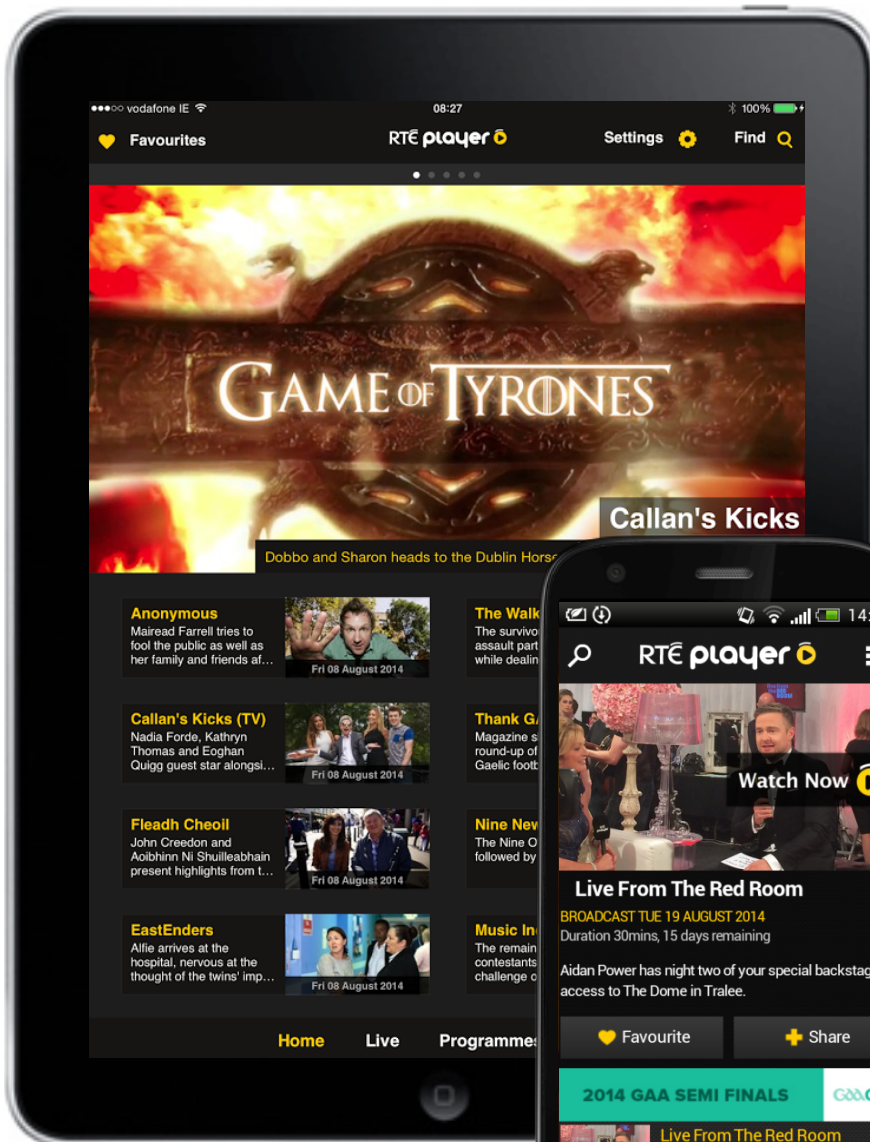 vodafone IE 08:27 100%
Favourites RTÉ player Settings Find
GAME OF TYRONES
Callan's Kicks
Dobbo and Sharon heads to the Dublin Horse
Anonymous
Mairead Farrell tries to
fool the public as well as
her family and friends af...
Fri 08 August 2014
The Walk
The survivo
assault part
while dealin
Callan's Kicks (TV)
Nadia Forde, Kathryn
Thomas and Eoghan
Quigg guest star alongsi...
Fri 08 August 2014
Thank GA
Magazine s
round-up of
Gaelic footb
Fleadh Cheoil
John Creedon and
Aoibhinn Ni Shuilleabhain
present highlights from t...
Fri 08 August 2014
Nine New
The Nine O
followed by
EastEnders
Alfie arrives at the
hospital, nervous at the
thought of the twins' imp...
Fri 08 August 2014
Music In
The remain
contestants
challenge o
Home Live Programmes
14:
RTÉ player
Watch Now
Live From The Red Room
BROADCAST TUE 19 AUGUST 2014
Duration 30mins, 15 days remaining
Aidan Power has night two of your special backstag
access to The Dome in Tralee.
Favourite Share
2014 GAA SEMI FINALS GAAG
Live From The Red Room